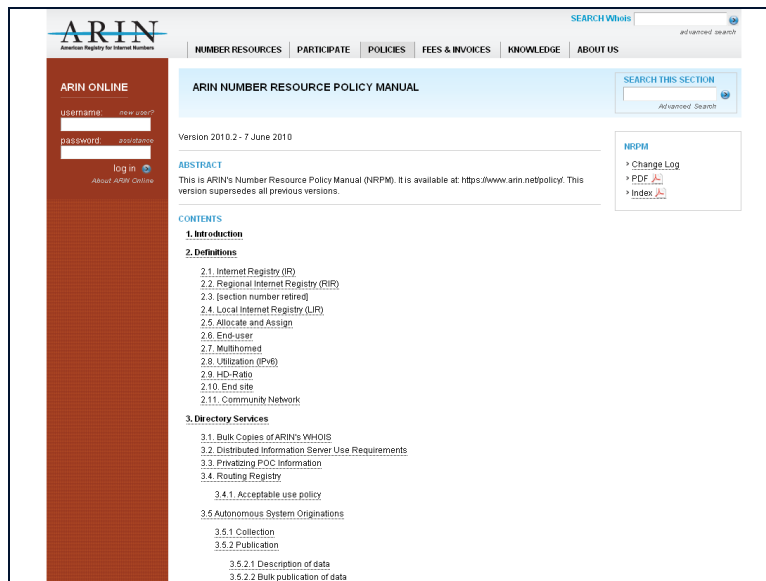 ARIN
American Registry for Internet Numbers
SEARCH Whois
advanced search
NUMBER RESOURCES PARTICIPATE POLICIES FEES & INVOICES KNOWLEDGE ABOUT US
ARIN ONLINE
username: new user?
password: assistance
log in
About ARIN Online
ARIN NUMBER RESOURCE POLICY MANUAL
SEARCH THIS SECTION
Advanced Search
Version 2010.2 - 7 June 2010
ABSTRACT
This is ARIN's Number Resource Policy Manual (NRPM). It is available at: https://www.arin.net/policy/. This
version supersedes all previous versions.
NRPM
Change Log
PDF
Index
CONTENTS
1. Introduction
2. Definitions
2.1. Internet Registry (IR)
2.2. Regional Internet Registry (RIR)
2.3. [section number retired]
2.4. Local Internet Registry (LIR)
2.5. Allocate and Assign
2.6. End-user
2.7. Multihomed
2.8. Utilization (IPv6)
2.9. HD-Ratio
2.10. End site
2.11. Community Network
3. Directory Services
3.1. Bulk Copies of ARIN's WHOIS
3.2. Distributed Information Server Use Requirements
3.3. Privatizing POC Information
3.4. Routing Registry
3.4.1. Acceptable use policy
3.5 Autonomous System Originations
3.5.1 Collection
3.5.2 Publication
3.5.2.1 Description of data
3.5.2.2 Bulk publication of data